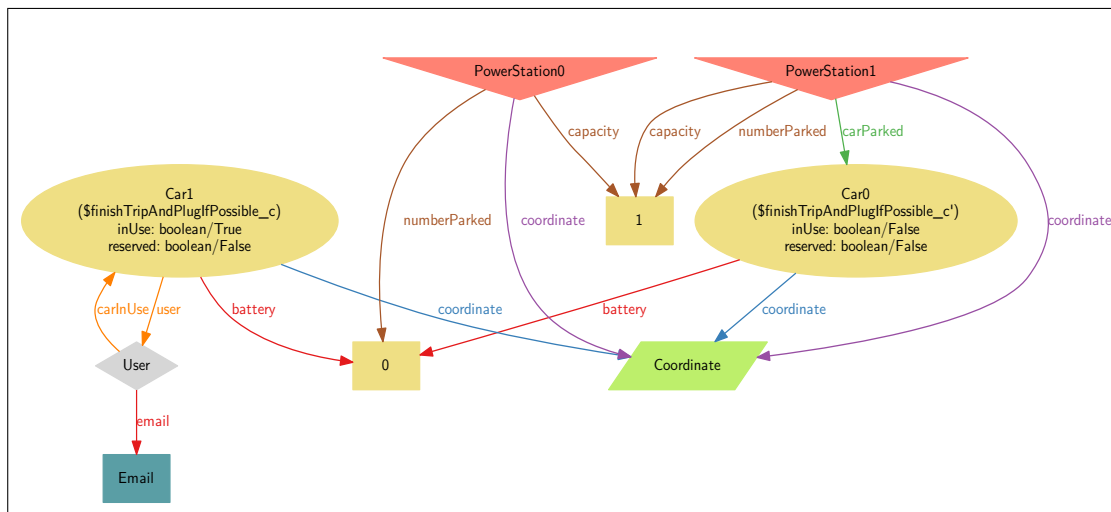 PowerStation0
PowerStation1
capacity
capacity
numberParked
carParked
Car1
($finishTripAndPlugIfPossible_c)
inUse: boolean/True
reserved: boolean/False
numberParked
coordinate
1
Car0
($finishTripAndPlugIfPossible_c')
inUse: boolean/False
reserved: boolean/False
coordinate
carInUse
user
battery
coordinate
battery
coordinate
User
0
Coordinate
email
Email